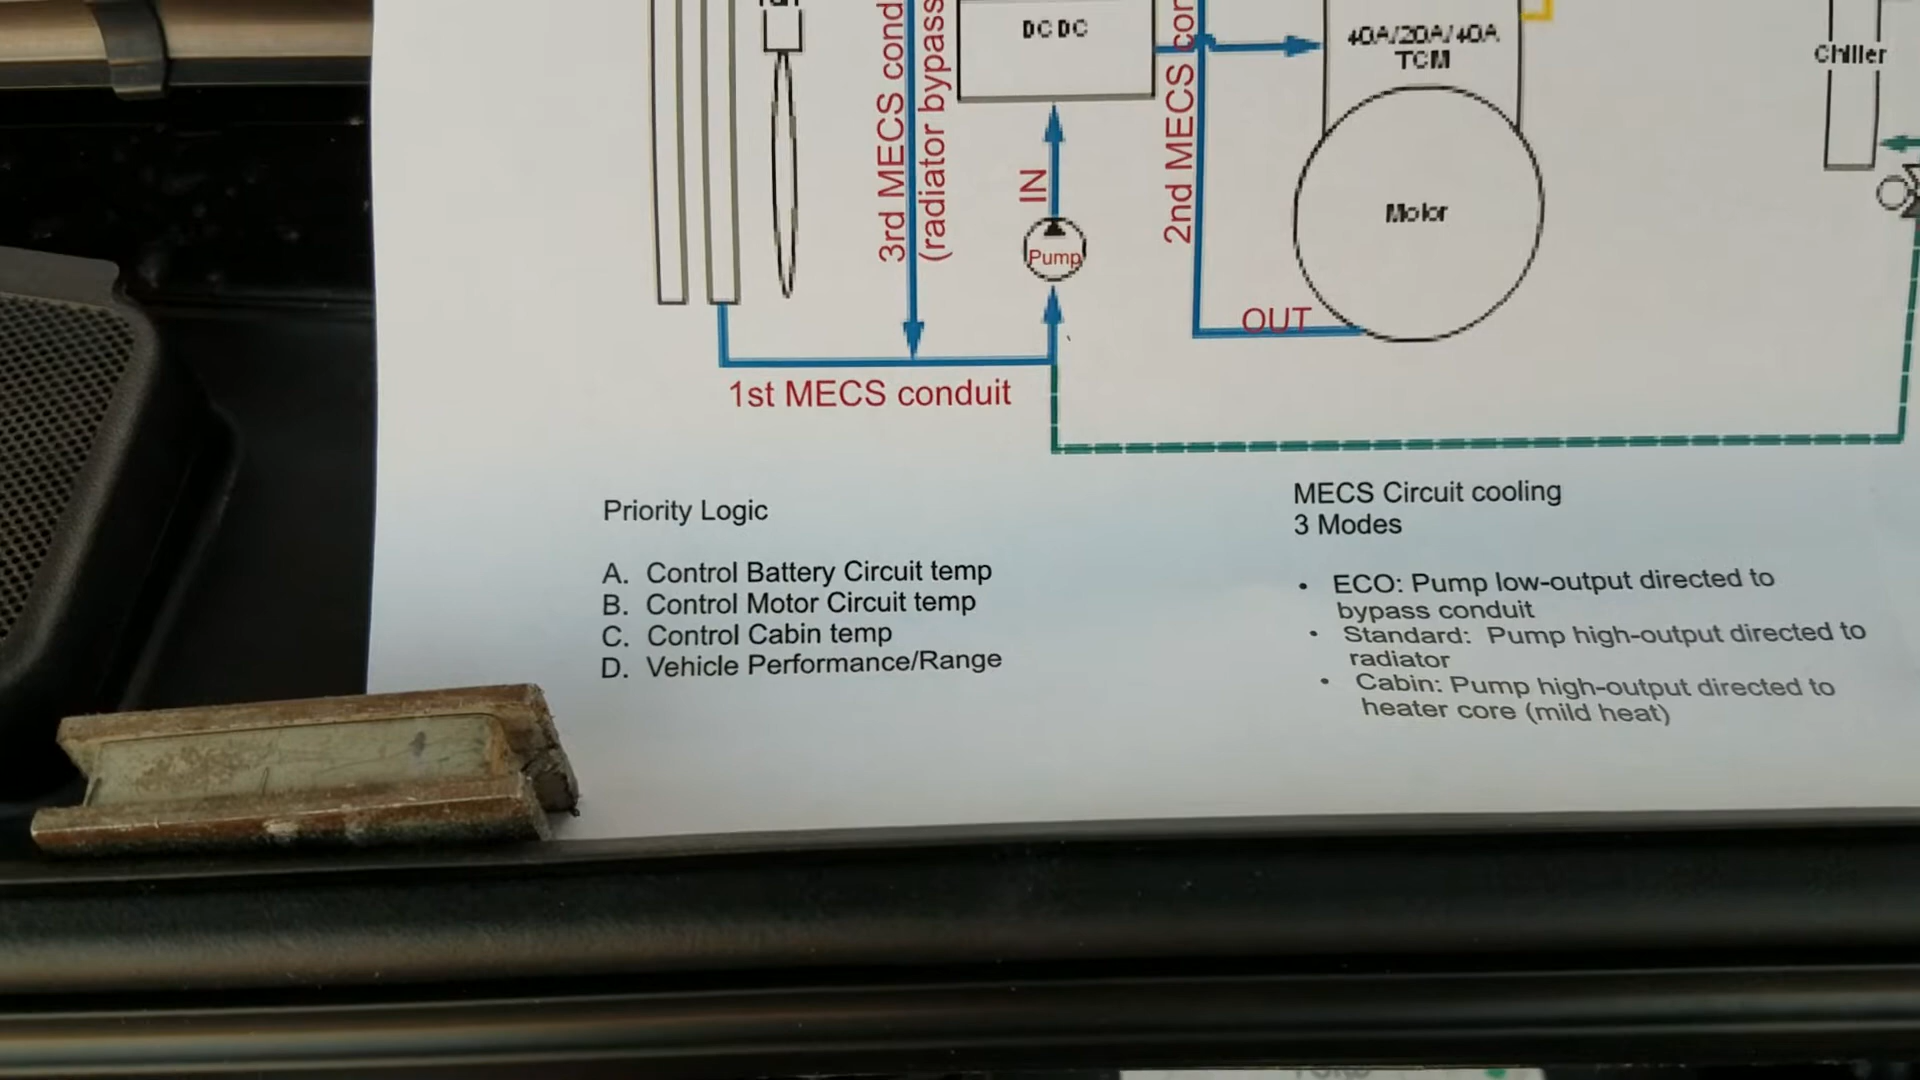 DC DC
40A/20A/40A
TCM
Chiller
3rd MECS cond
(radiator bypass
IN
2nd MECS con
Pump
Motor
OUT
1st MECS conduit
Priority Logic
A. Control Battery Circuit temp
B. Control Motor Circuit temp
C. Control Cabin temp
D. Vehicle Performance/Range
MECS Circuit cooling
3 Modes
• ECO: Pump low-output directed to
bypass conduit
• Standard: Pump high-output directed to
radiator
• Cabin: Pump high-output directed to
heater core (mild heat)